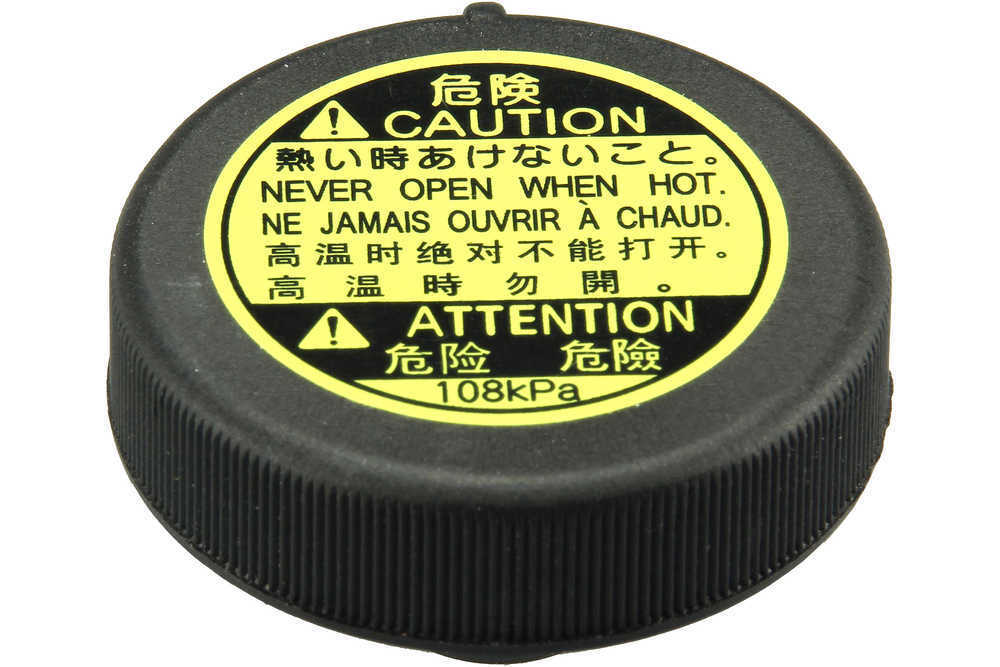 危険
CAUTION
熱い時あけないこと。
NEVER OPEN WHEN HOT.
NE JAMAIS OUVRIR À CHAUD.
高温时绝对不能打开。
高温時勿開。
ATTENTION
危险 危險
108kPa